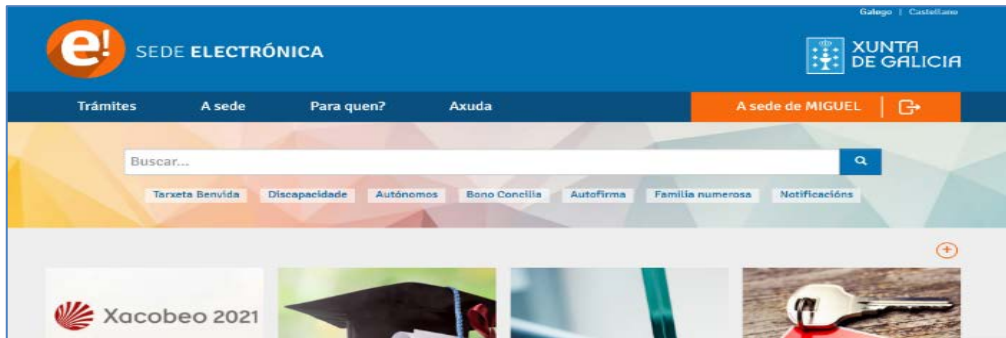 Galego | Castellano
e! SEDE ELECTRÓNICA
XUNTA
DE GALICIA
Trámites A sede Para quen? Axuda A sede de MIGUEL
Buscar...
Tarxeta Benvida Discapacidade Autónomos Bono Concilia Autofirma Familia numerosa Notificacións
Xacobeo 2021